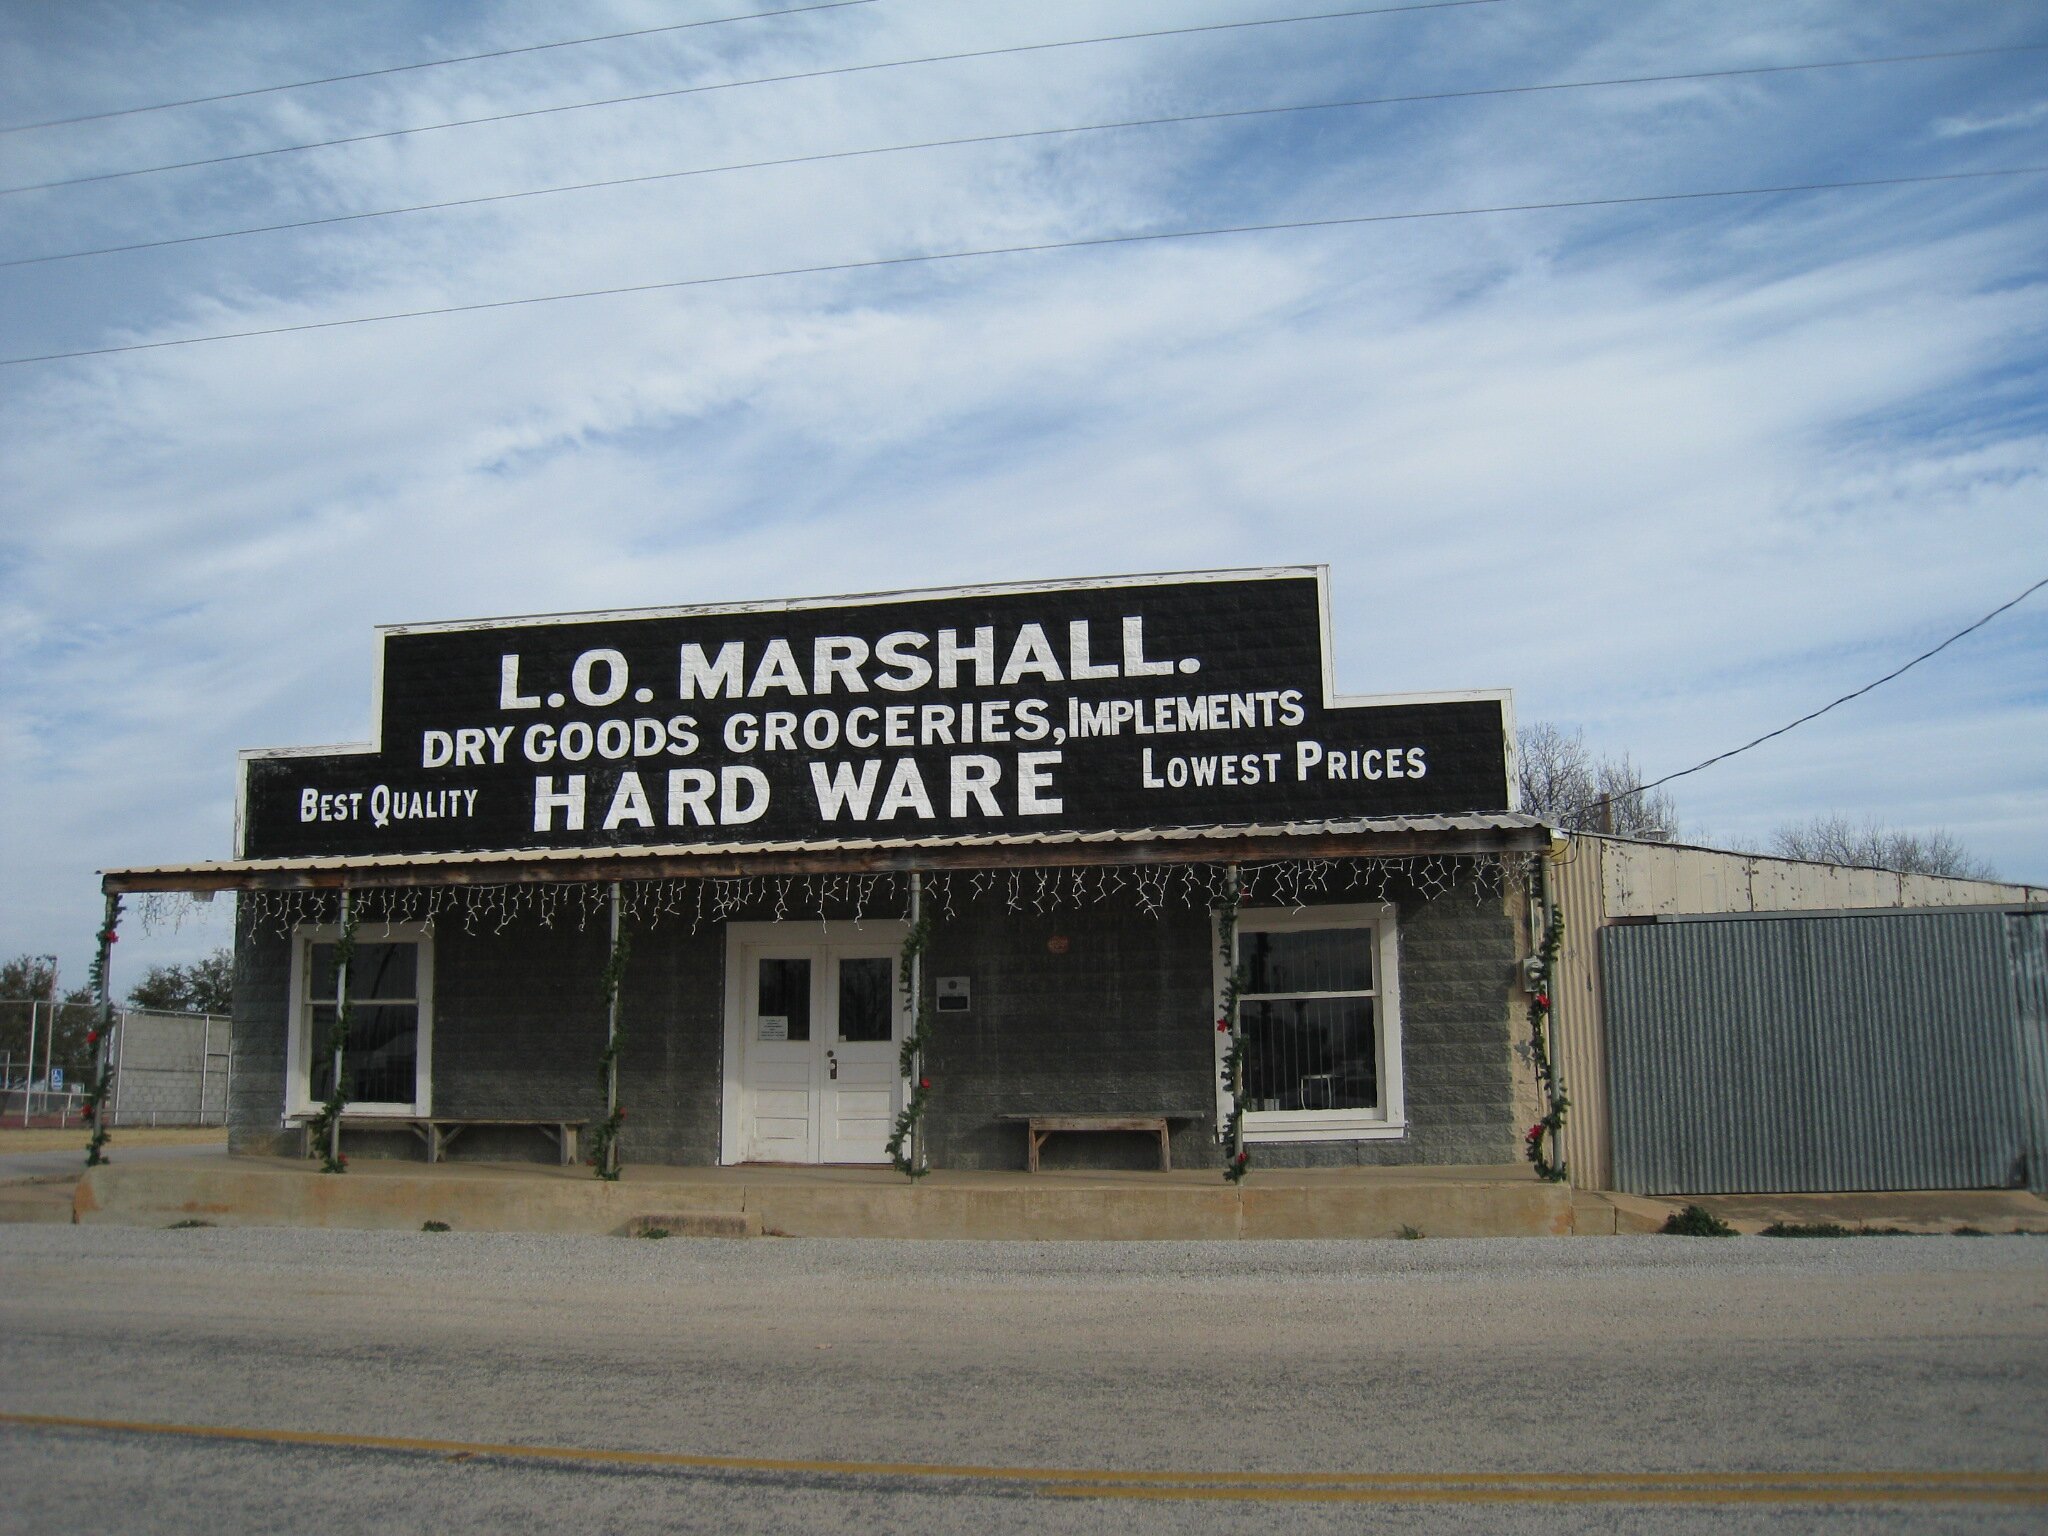 L.O. MARSHALL.
DRY GOODS GROCERIES, IMPLEMENTS
BEST QUALITY HARD WARE LOWEST PRICES